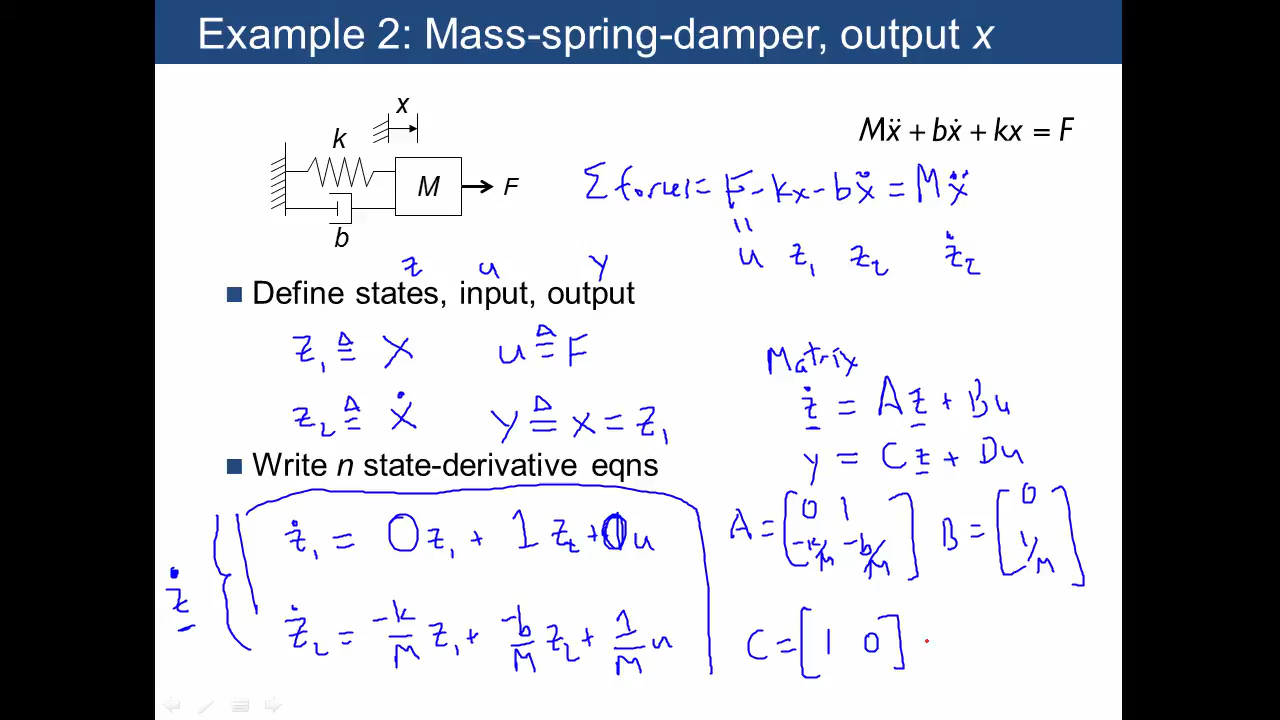 Example 2: Mass-spring-damper, output x
x
k
M
F
b
Mẍ + bẋ + kx = F
Σ forces = F - kx - bẍ = Mẍ
u z₁ z₂ ż₂
z u y
Define states, input, output
z₁ ≜ x u ≜ F
z₂ ≜ ẋ y ≜ x = z₁
Write n state-derivative eqns
ż₁ = 0z₁ + 1z₂ + 0u
ż
ż₂ = -k/M z₁ + -b/M z₂ + 1/M u
Matrix
ż = Az + Bu
y = Cz + Du
A = [0 1
-k/M -b/M]
B = [0
1/M]
C = [1 0]